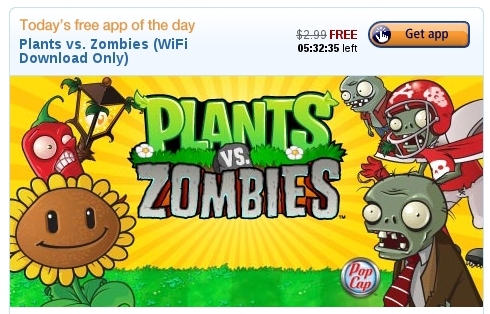 Today's free app of the day
Plants vs. Zombies (WiFi
Download Only)
$2.99 FREE
05:32:35 left
Get app
PLANTS
VS.
ZOMBIES™
Pop
Cap